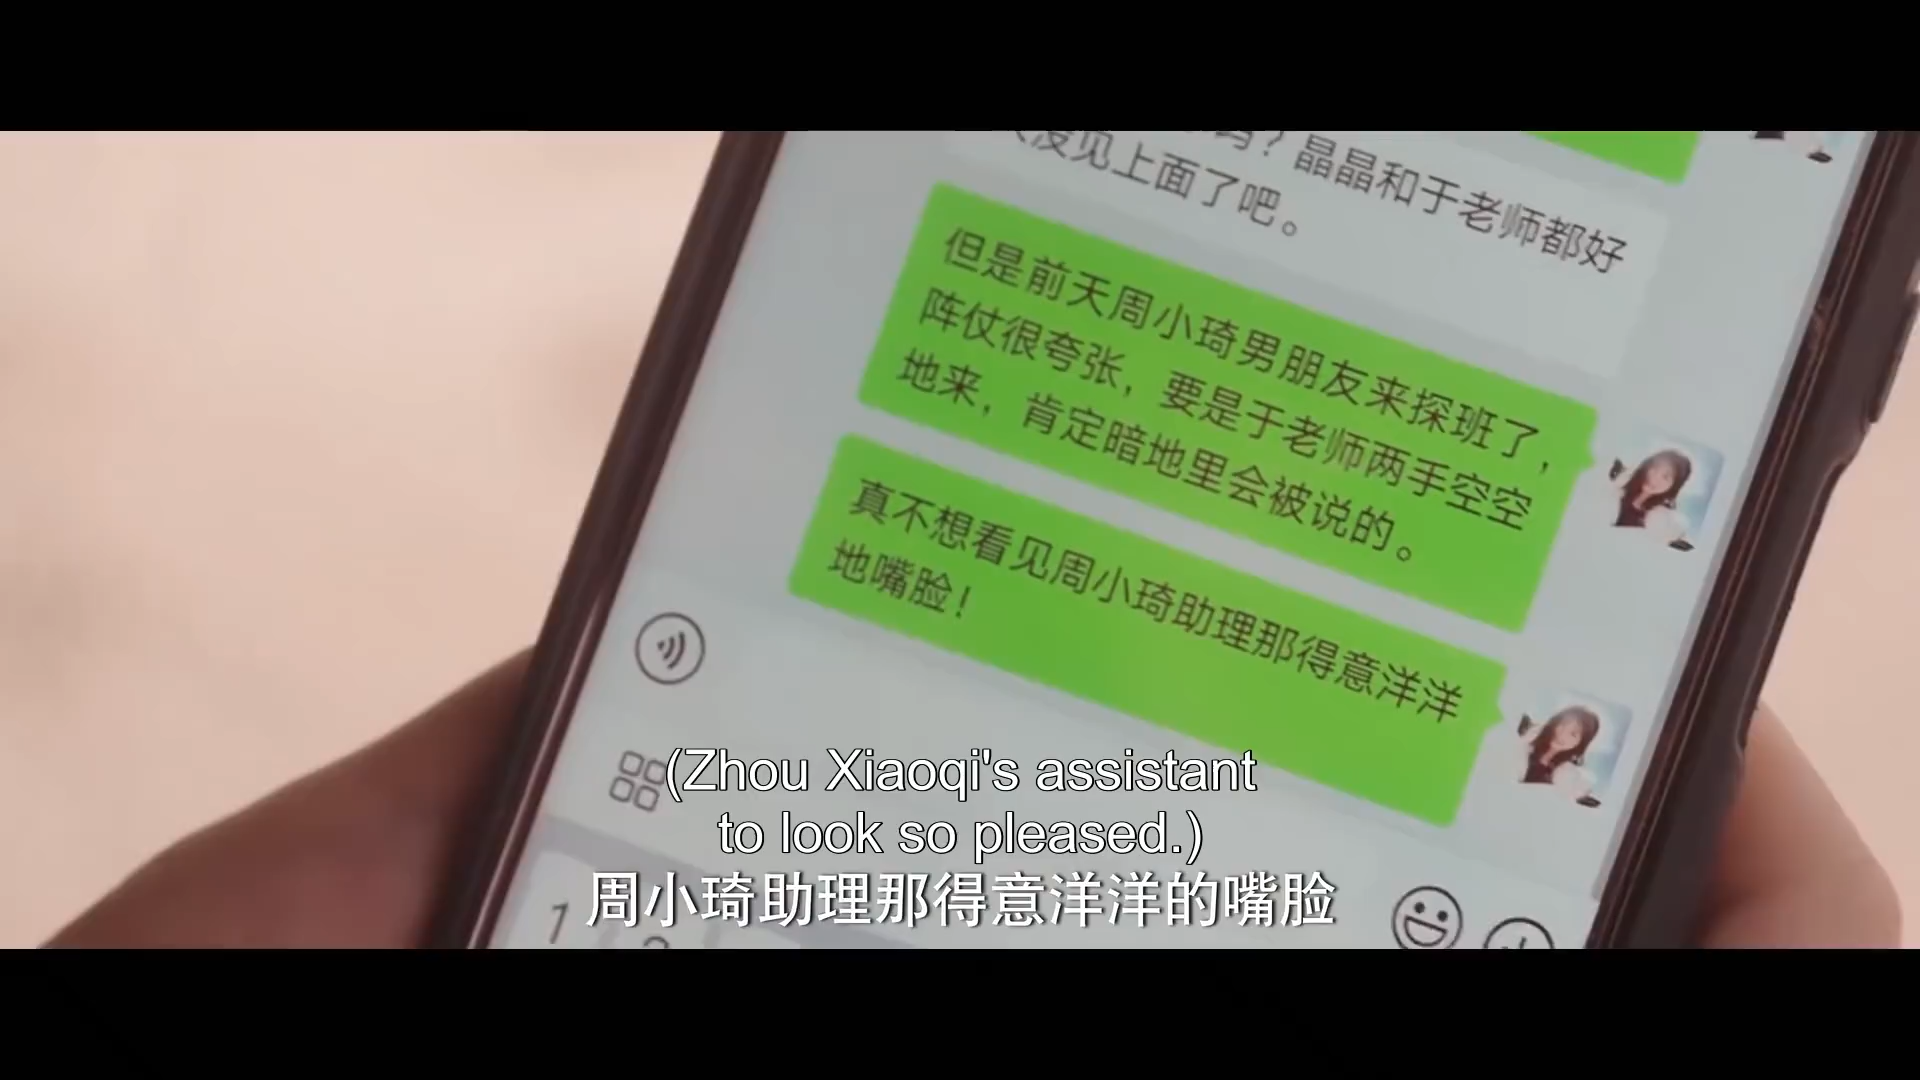 吗？晶晶和于老师都好
没见上面了吧。
但是前天周小琦男朋友来探班了，
阵仗很夸张，要是于老师两手空空
地来，肯定暗地里会被说的。
真不想看见周小琦助理那得意洋洋
地嘴脸！
(Zhou Xiaoqi's assistant
to look so pleased.)
周小琦助理那得意洋洋的嘴脸
1